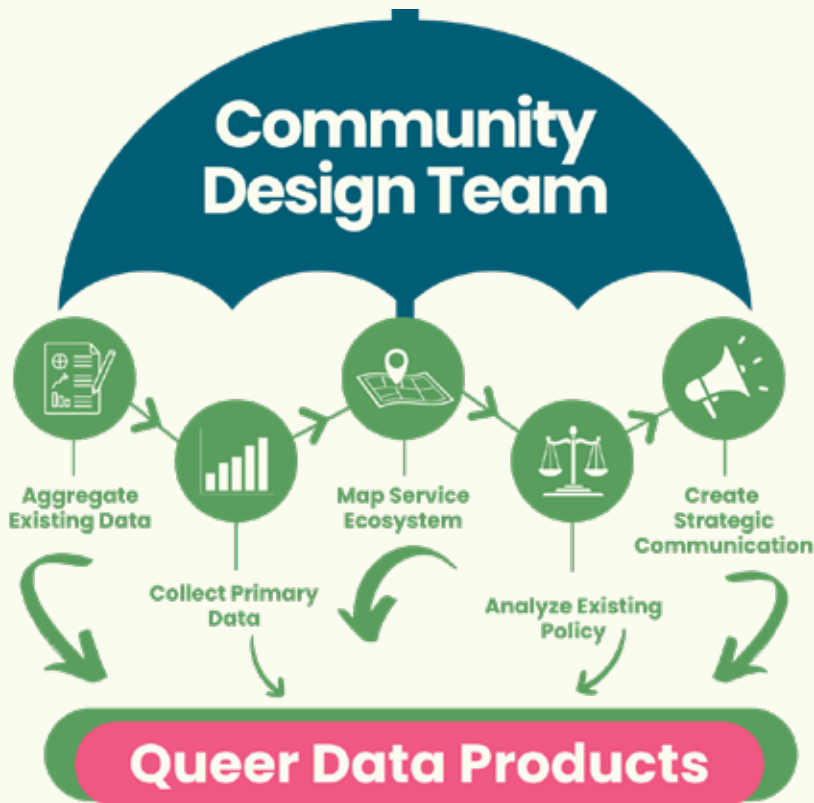 Community
Design Team
Aggregate
Existing Data
Collect Primary
Data
Map Service
Ecosystem
Analyze Existing
Policy
Create
Strategic
Communication
Queer Data Products